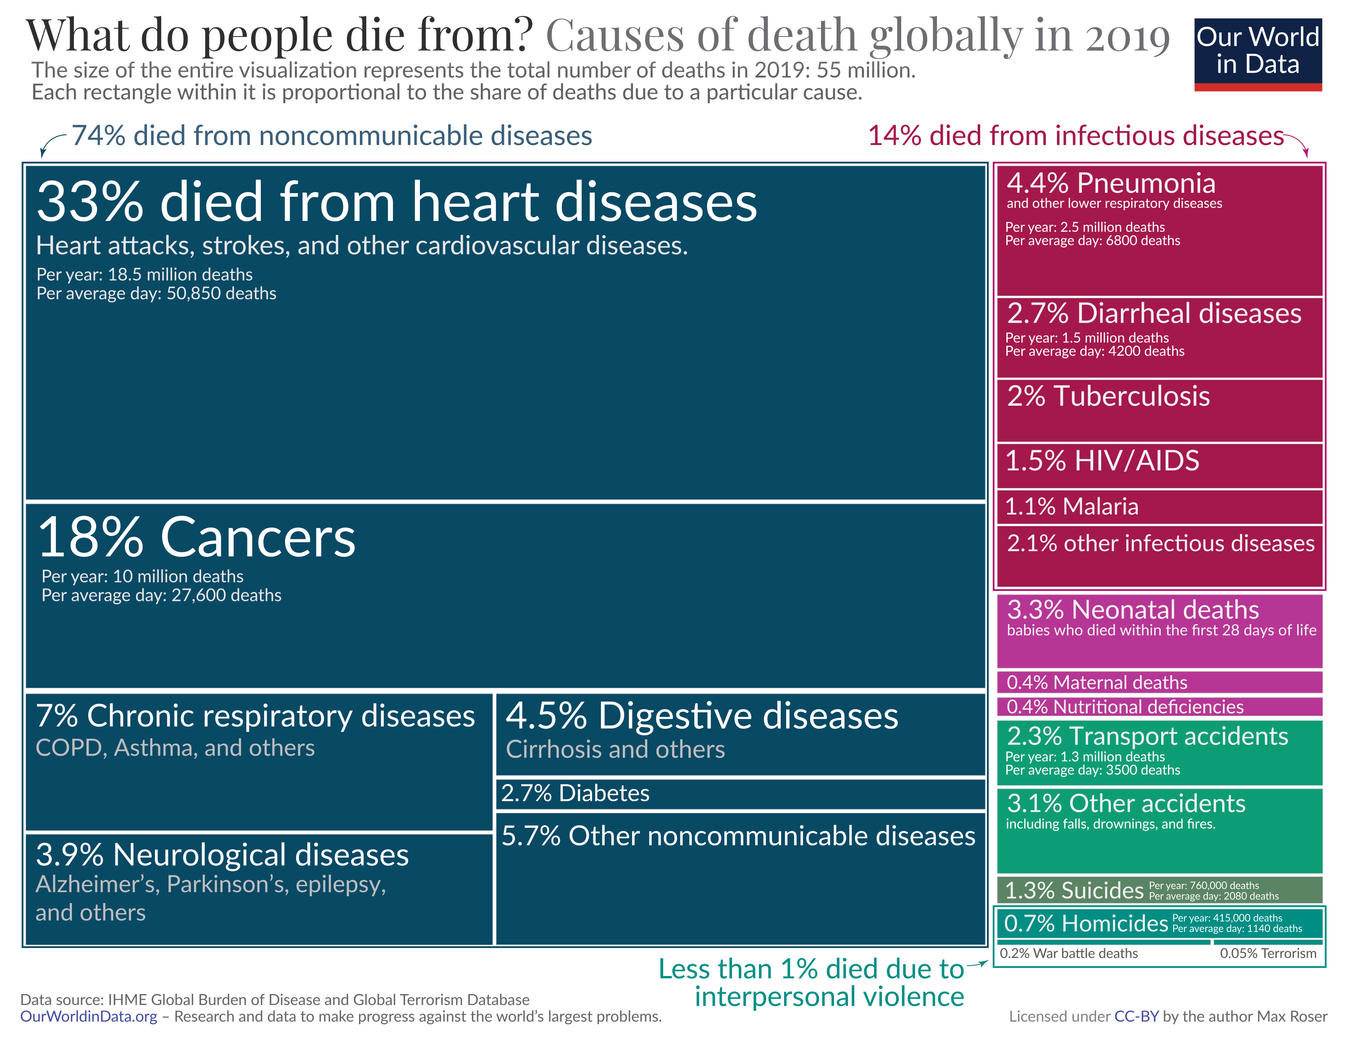 What do people die from? Causes of death globally in 2019
The size of the entire visualization represents the total number of deaths in 2019: 55 million.
Each rectangle within it is proportional to the share of deaths due to a particular cause.
Our World
in Data
74% died from noncommunicable diseases
14% died from infectious diseases
33% died from heart diseases
Heart attacks, strokes, and other cardiovascular diseases.
Per year: 18.5 million deaths
Per average day: 50,850 deaths
18% Cancers
Per year: 10 million deaths
Per average day: 27,600 deaths
7% Chronic respiratory diseases
COPD, Asthma, and others
3.9% Neurological diseases
Alzheimer's, Parkinson's, epilepsy,
and others
4.5% Digestive diseases
Cirrhosis and others
2.7% Diabetes
5.7% Other noncommunicable diseases
4.4% Pneumonia
and other lower respiratory diseases
Per year: 2.5 million deaths
Per average day: 6800 deaths
2.7% Diarrheal diseases
Per year: 1.5 million deaths
Per average day: 4200 deaths
2% Tuberculosis
1.5% HIV/AIDS
1.1% Malaria
2.1% other infectious diseases
3.3% Neonatal deaths
babies who died within the first 28 days of life
0.4% Maternal deaths
0.4% Nutritional deficiencies
2.3% Transport accidents
Per year: 1.3 million deaths
Per average day: 3500 deaths
3.1% Other accidents
including falls, drownings, and fires.
1.3% Suicides
Per year: 760,000 deaths
Per average day: 2080 deaths
0.7% Homicides
Per year: 415,000 deaths
Per average day: 1140 deaths
0.2% War battle deaths
0.05% Terrorism
Less than 1% died due to
interpersonal violence
Data source: IHME Global Burden of Disease and Global Terrorism Database
OurWorldinData.org – Research and data to make progress against the world's largest problems.
Licensed under CC-BY by the author Max Roser